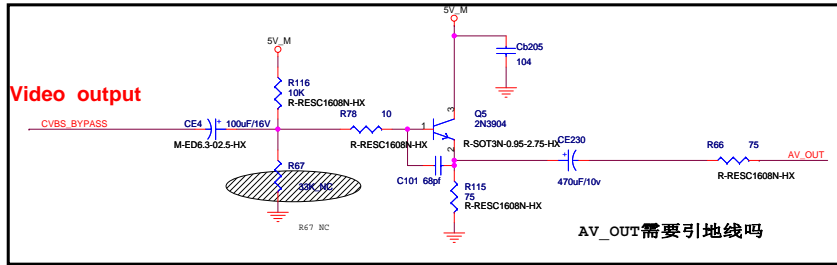 5V_M
5V_M
Cb205
104
R116
10K
R-RESC1608N-HX
Video output
R78 10
3
Q5
2N3904
CVBS_BYPASS
CE4 + 100uF/16V
1
M-ED6.3-02.5-HX
R-RESC1608N-HX
R-SOT3N-0.95-2.75-HX
2
CE230
R66 75
AV_OUT
R67
33K_NC
C101 68pf
+
470uF/10v
R-RESC1608N-HX
R115
75
R-RESC1608N-HX
R67 NC
AV_OUT需要引地线吗